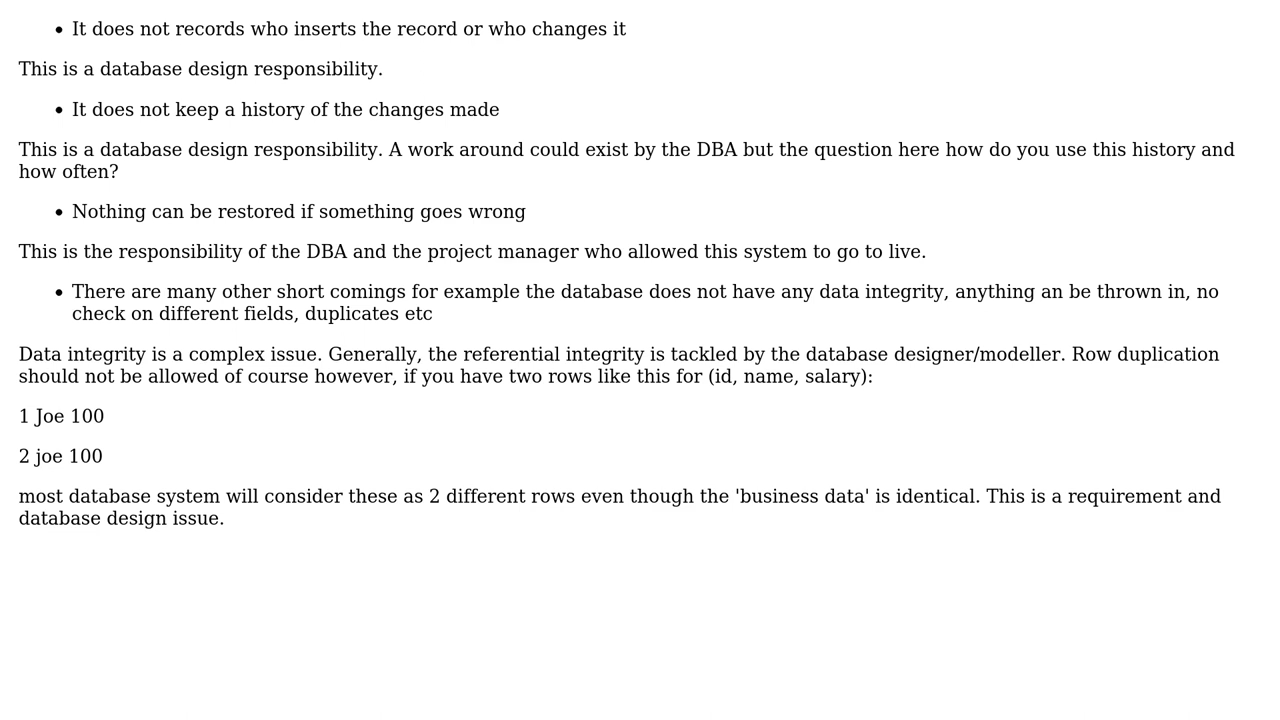 • It does not records who inserts the record or who changes it
This is a database design responsibility.
• It does not keep a history of the changes made
This is a database design responsibility. A work around could exist by the DBA but the question here how do you use this history and
how often?
• Nothing can be restored if something goes wrong
This is the responsibility of the DBA and the project manager who allowed this system to go to live.
• There are many other short comings for example the database does not have any data integrity, anything an be thrown in, no
check on different fields, duplicates etc
Data integrity is a complex issue. Generally, the referential integrity is tackled by the database designer/modeller. Row duplication
should not be allowed of course however, if you have two rows like this for (id, name, salary):
1 Joe 100
2 joe 100
most database system will consider these as 2 different rows even though the 'business data' is identical. This is a requirement and
database design issue.